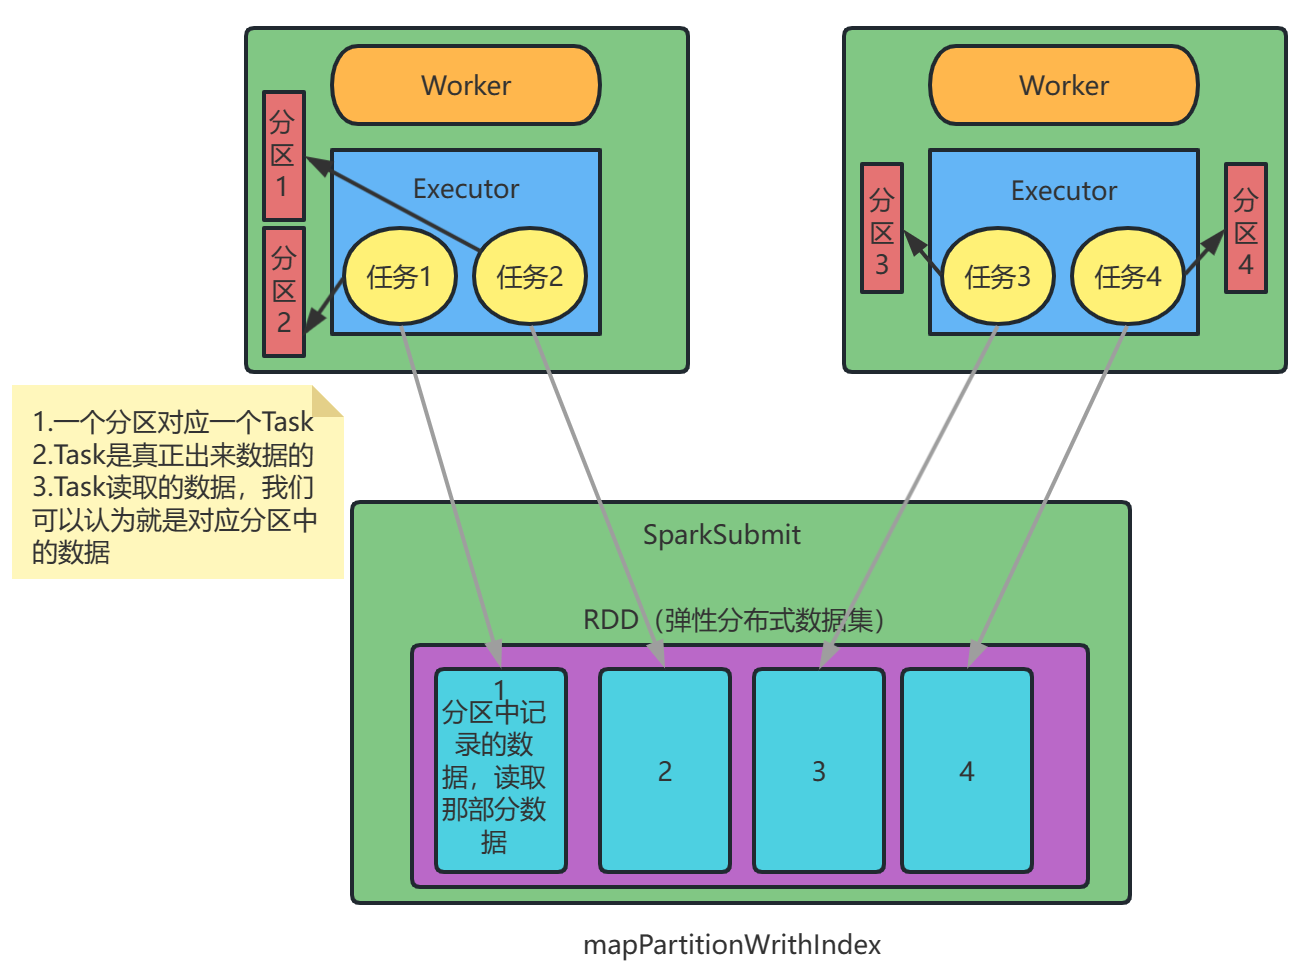 Worker
分
区
1
Executor
分
区
2
任务1
任务2
Worker
Executor
分
区
3
任务3
任务4
分
区
4
1.一个分区对应一个Task
2.Task是真正出来数据的
3.Task读取的数据，我们
可以认为就是对应分区中
的数据
SparkSubmit
RDD（弹性分布式数据集）
1
分区中记
录的数
据，读取
那部分数
据
2
3
4
mapPartitionWrithIndex